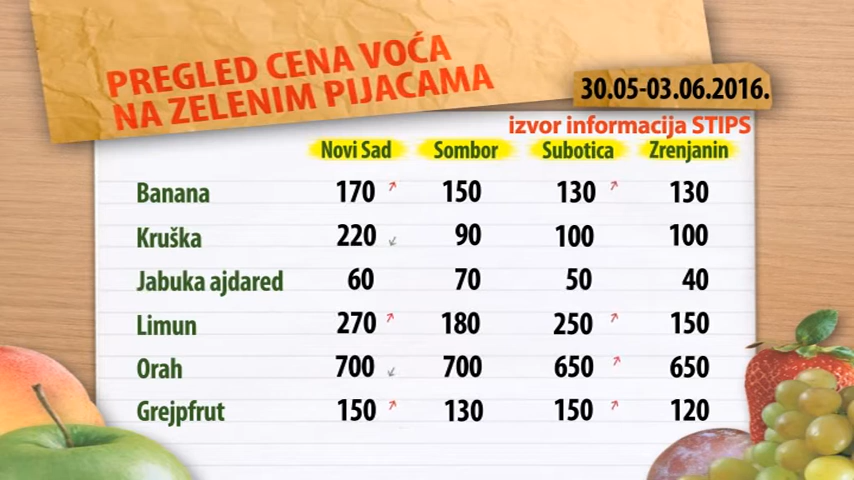 PREGLED CENA VOĆA
NA ZELENIM PIJACAMA
30.05-03.06.2016.
izvor informacija STIPS
Novi Sad Sombor Subotica Zrenjanin
Banana 170 150 130 130
Kruška 220 90 100 100
Jabuka ajdared 60 70 50 40
Limun 270 180 250 150
Orah 700 700 650 650
Grejpfrut 150 130 150 120